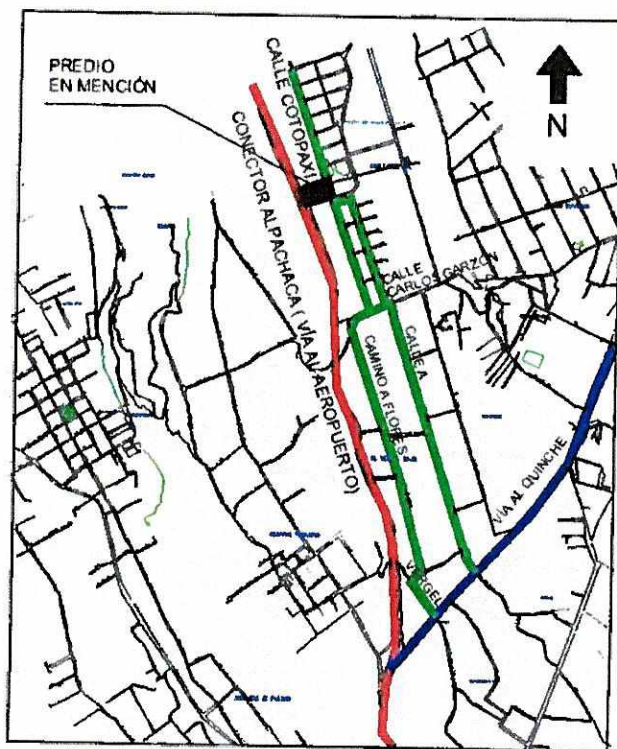 PREDIO
EN MENCIÓN
CALLE COTOPAXI
CONECTOR ALPACHACA ( VÍA AL AEROPUERTO)
N
CALLE
CARLOS GARZÓN
CAMINO A FLORES
CALLE A
VÍA AL QUINCHE
VERGEL